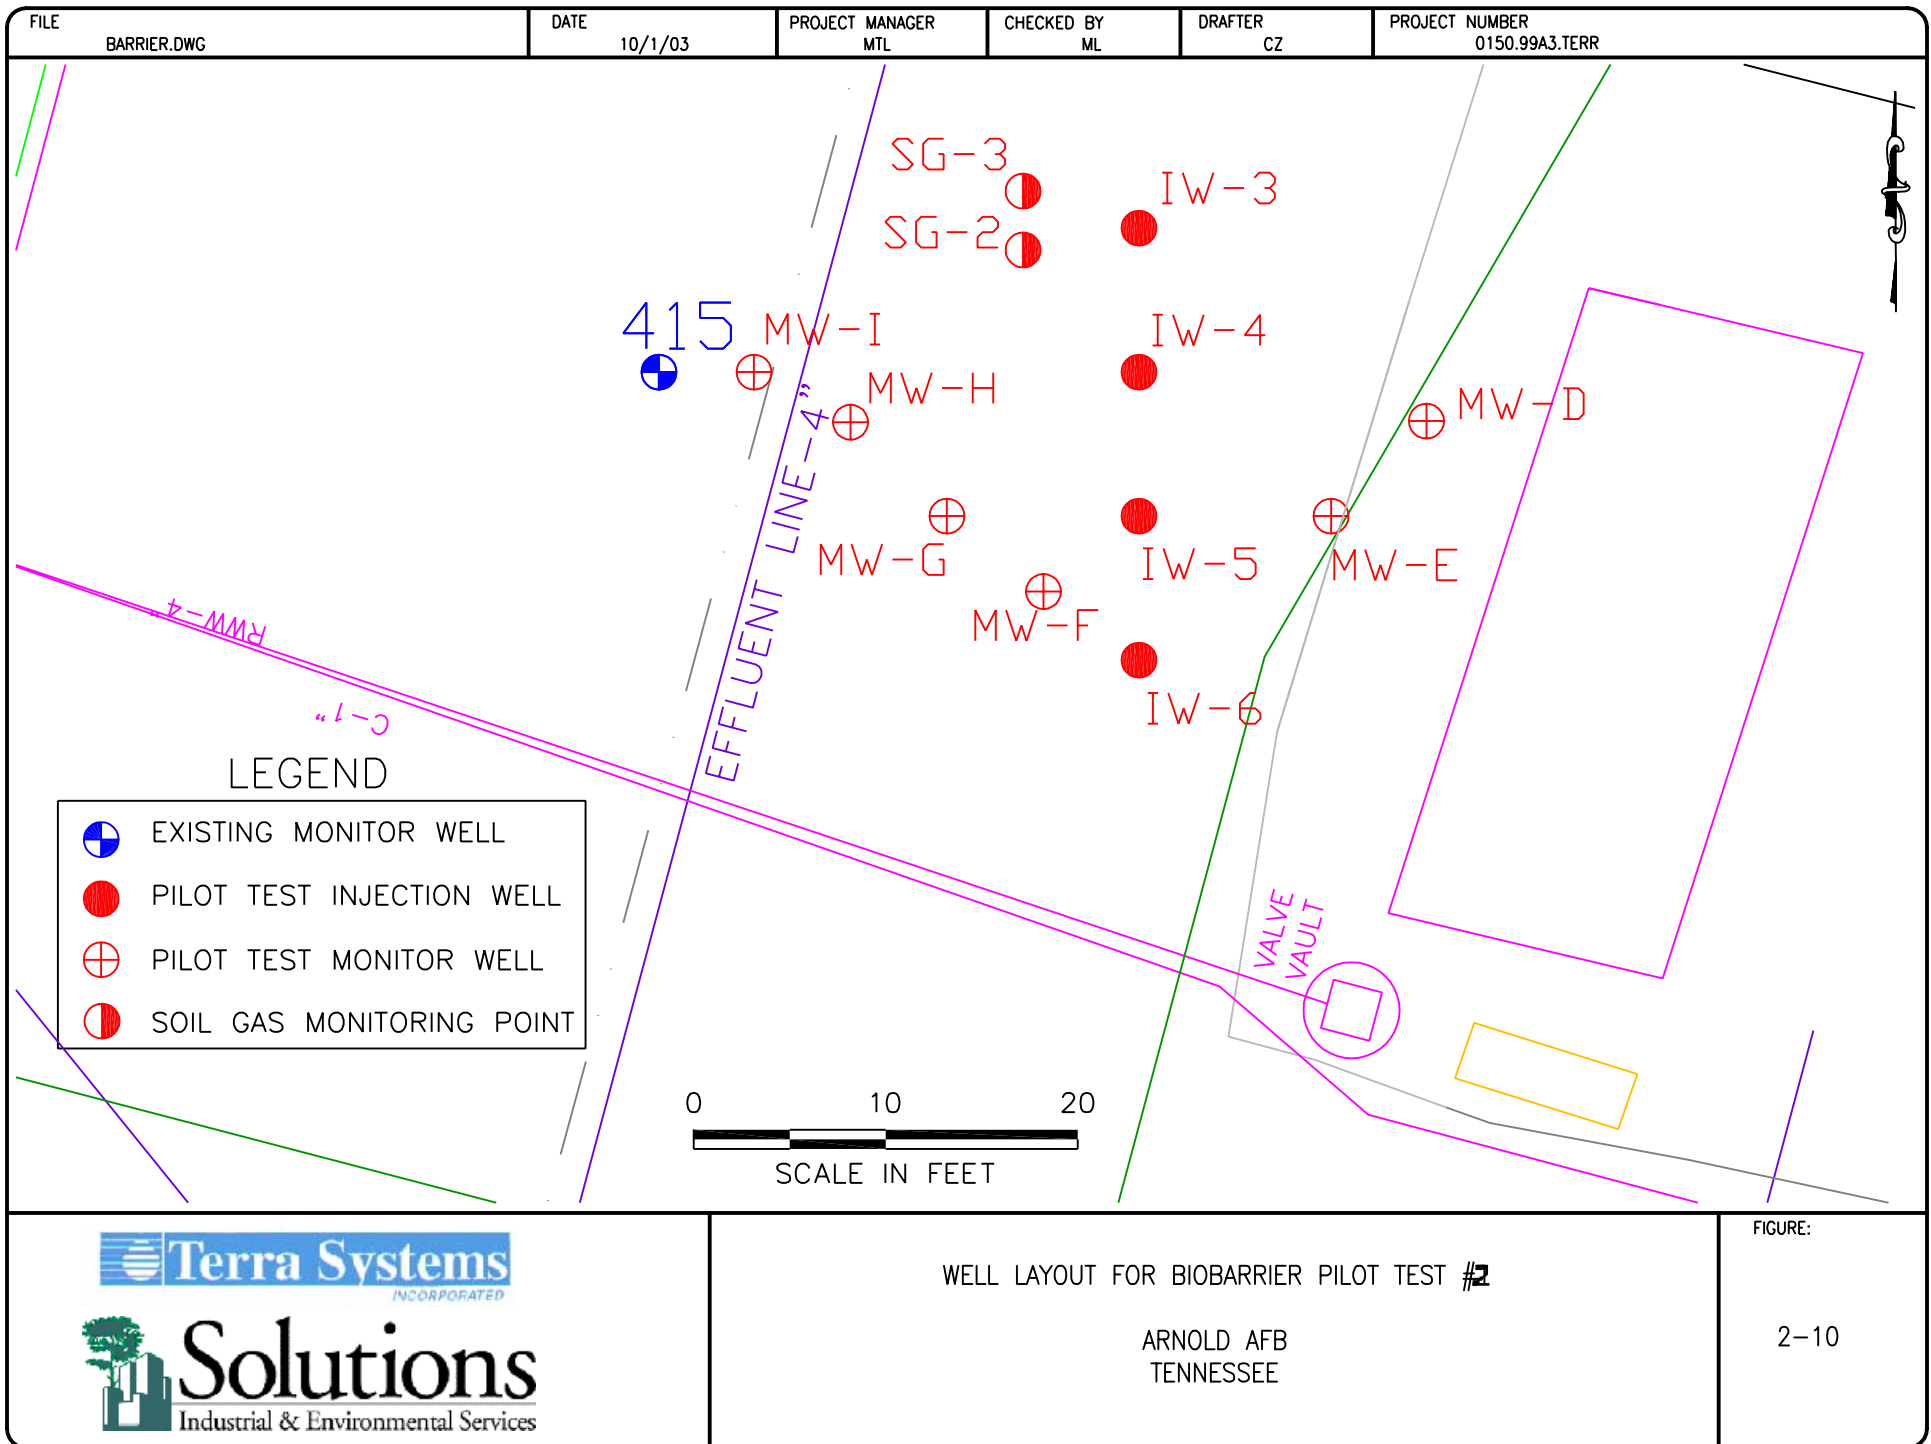 FILE
BARRIER.DWG
DATE
10/1/03
PROJECT MANAGER
MTL
CHECKED BY
ML
DRAFTER
CZ
PROJECT NUMBER
0150.99A3.TERR
SG-3
IW-3
SG-2
415
MW-I
IW-4
MW-H
MW-D
EFFLUENT LINE-4"
MW-G
IW-5
MW-E
MW-F
RWW-4"
IW-6
C-1"
LEGEND
EXISTING MONITOR WELL
PILOT TEST INJECTION WELL
PILOT TEST MONITOR WELL
SOIL GAS MONITORING POINT
VALVE
VAULT
0 10 20
SCALE IN FEET
Terra Systems
INCORPORATED
Solutions
Industrial & Environmental Services
WELL LAYOUT FOR BIOBARRIER PILOT TEST
ARNOLD AFB
TENNESSEE
FIGURE:
2-10